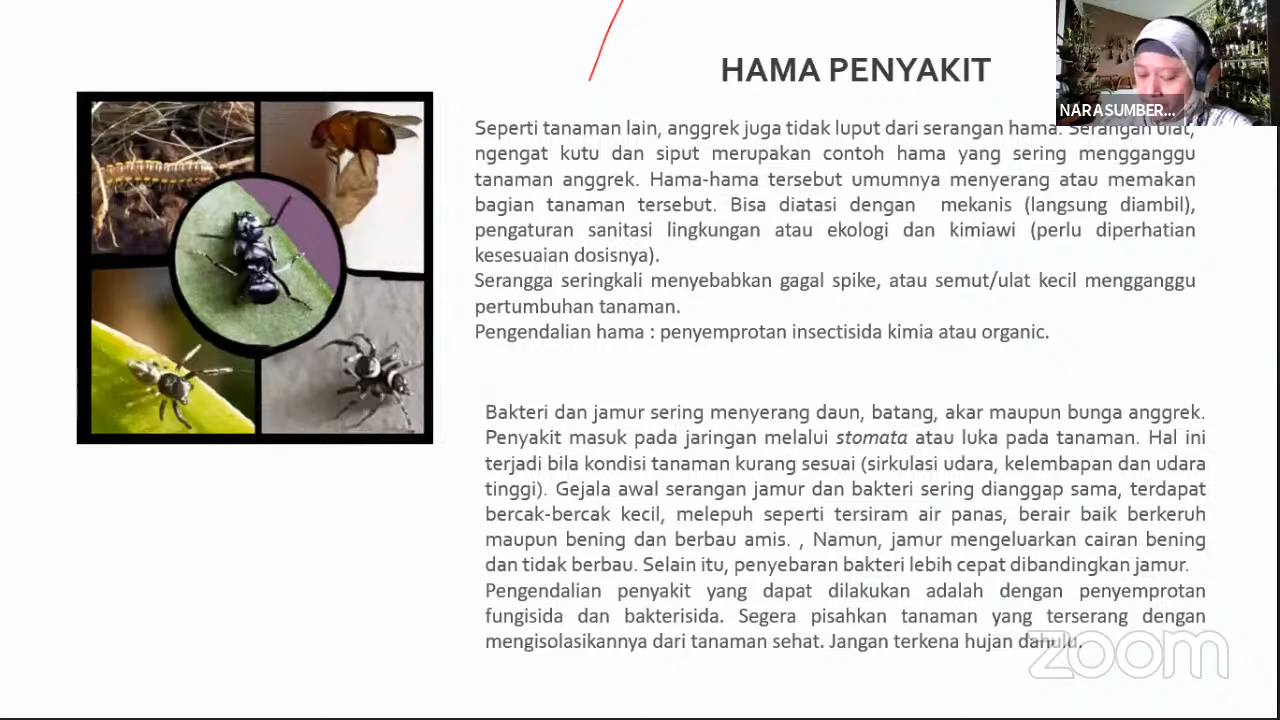 HAMA PENYAKIT
NARASUMBER...
Seperti tanaman lain, anggrek juga tidak luput dari serangan hama. Serangan ulat,
ngengat kutu dan siput merupakan contoh hama yang sering mengganggu
tanaman anggrek. Hama-hama tersebut umumnya menyerang atau memakan
bagian tanaman tersebut. Bisa diatasi dengan mekanis (langsung diambil),
pengaturan sanitasi lingkungan atau ekologi dan kimiawi (perlu diperhatian
kesesuaian dosisnya).
Serangga seringkali menyebabkan gagal spike, atau semut/ulat kecil mengganggu
pertumbuhan tanaman.
Pengendalian hama : penyemprotan insectisida kimia atau organic.
Bakteri dan jamur sering menyerang daun, batang, akar maupun bunga anggrek.
Penyakit masuk pada jaringan melalui stomata atau luka pada tanaman. Hal ini
terjadi bila kondisi tanaman kurang sesuai (sirkulasi udara, kelembapan dan udara
tinggi). Gejala awal serangan jamur dan bakteri sering dianggap sama, terdapat
bercak-bercak kecil, melepuh seperti tersiram air panas, berair baik berkeruh
maupun bening dan berbau amis. , Namun, jamur mengeluarkan cairan bening
dan tidak berbau. Selain itu, penyebaran bakteri lebih cepat dibandingkan jamur.
Pengendalian penyakit yang dapat dilakukan adalah dengan penyemprotan
fungisida dan bakterisida. Segera pisahkan tanaman yang terserang dengan
mengisolasikannya dari tanaman sehat. Jangan terkena hujan dahulu.
zoom